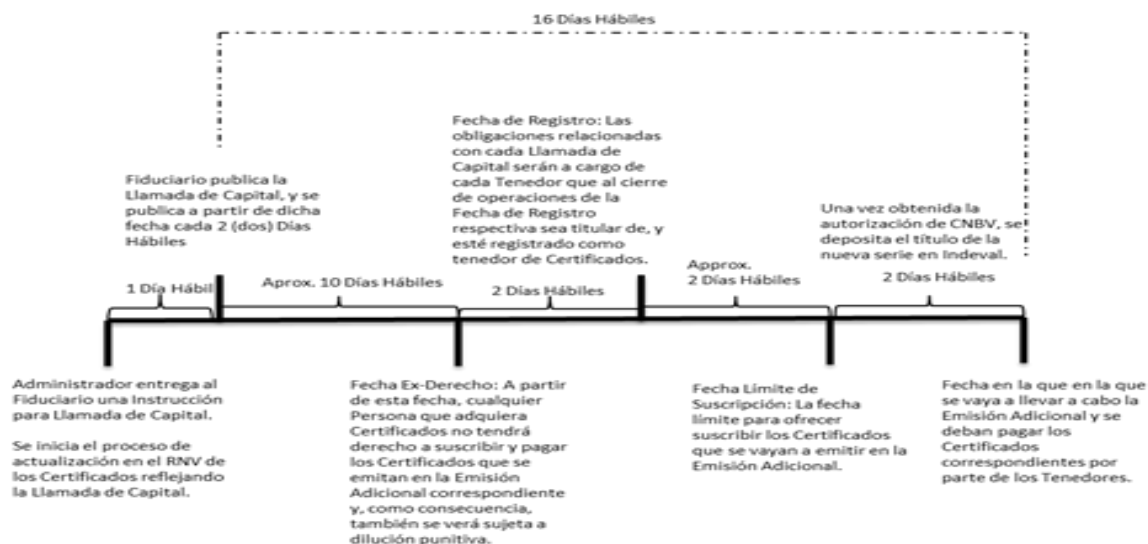 16 Días Hábiles
Fiduciario publica la
Llamada de Capital, y se
publica a partir de dicha
fecha cada 2 (dos) Días
Hábiles
Fecha de Registro: Las
obligaciones relacionadas
con cada Llamada de
Capital serán a cargo de
cada Tenedor que al cierre
de operaciones de la
Fecha de Registro
respectiva sea titular de, y
esté registrado como
tenedor de Certificados.
Una vez obtenida la
autorización de CNBV, se
deposita el título de la
nueva serie en Indeval.
1 Día Hábil
Aprox. 10 Días Hábiles
2 Días Hábiles
Approx.
2 Días Hábiles
2 Días Hábiles
Administrador entrega al
Fiduciario una Instrucción
para Llamada de Capital.
Se inicia el proceso de
actualización en el RNV de
los Certificados reflejando
la Llamada de Capital.
Fecha Ex-Derecho: A partir
de esta fecha, cualquier
Persona que adquiera
Certificados no tendrá
derecho a suscribir y pagar
los Certificados que se
emitan en la Emisión
Adicional correspondiente
y, como consecuencia,
también se verá sujeta a
dilución punitiva.
Fecha Límite de
Suscripción: La fecha
límite para ofrecer
suscribir los Certificados
que se vayan a emitir en la
Emisión Adicional.
Fecha en la que en la que
se vaya a llevar a cabo la
Emisión Adicional y se
deban pagar los
Certificados
correspondientes por
parte de los Tenedores.